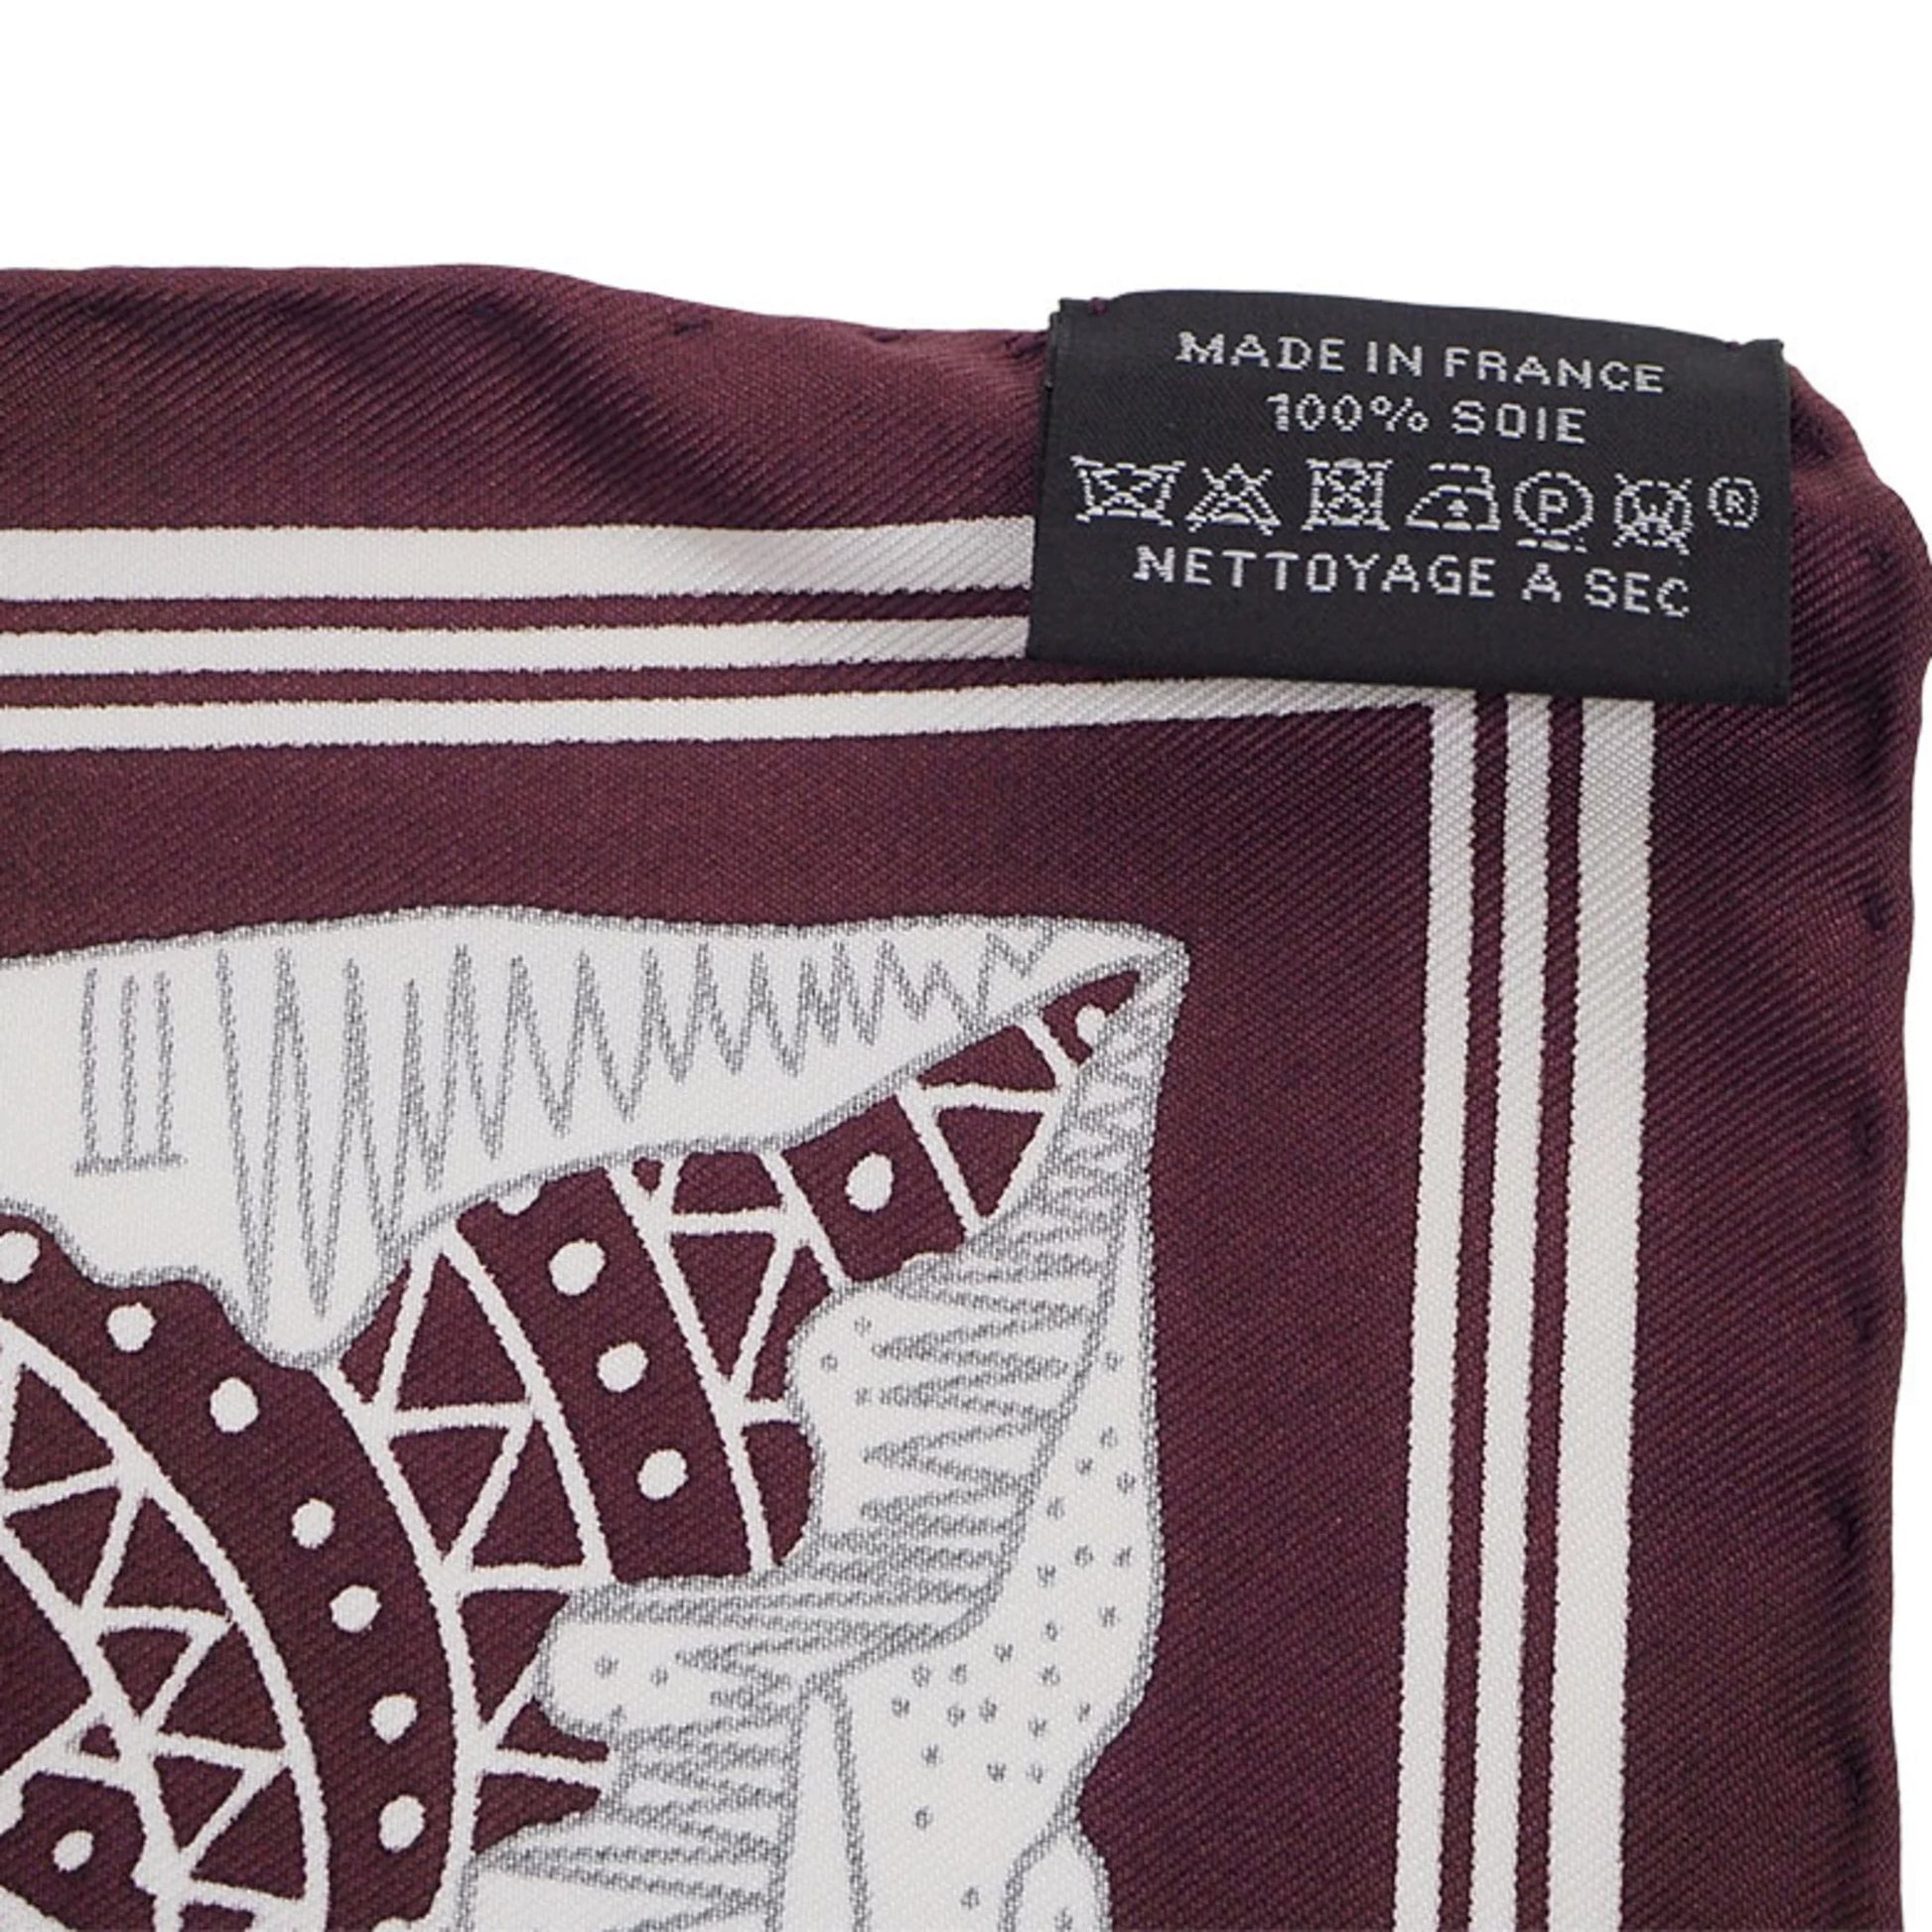 MADE IN FRANCE
100% SOIE
P W ®
NETTOYAGE A SEC